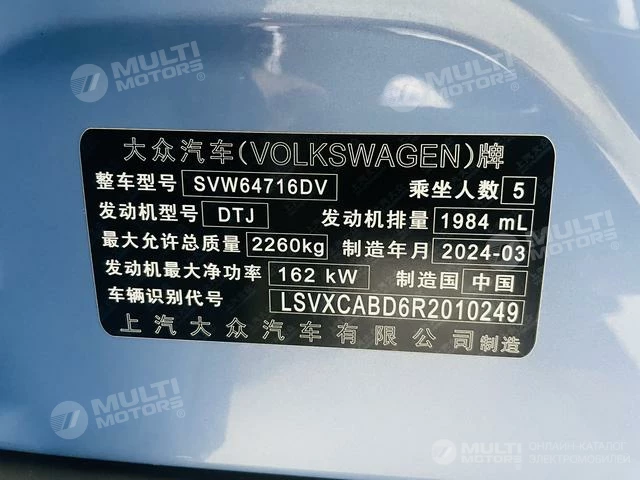 大众汽车(VOLKSWAGEN)牌
整车型号 SVW64716DV 乘坐人数 5
发动机型号 DTJ 发动机排量 1984 mL
最大允许总质量 2260kg 制造年月 2024-03
发动机最大净功率 162 kW 制造国 中国
车辆识别代号 LSVXCABD6R2010249
上汽大众汽车有限公司 制造
MULTI MOTORS®
MULTI MOTORS®
MULTI MOTORS®
MULTI MOTORS
ОНЛАЙН-КАТАЛОГ
ЭЛЕКТРОМОБИЛЕЙ